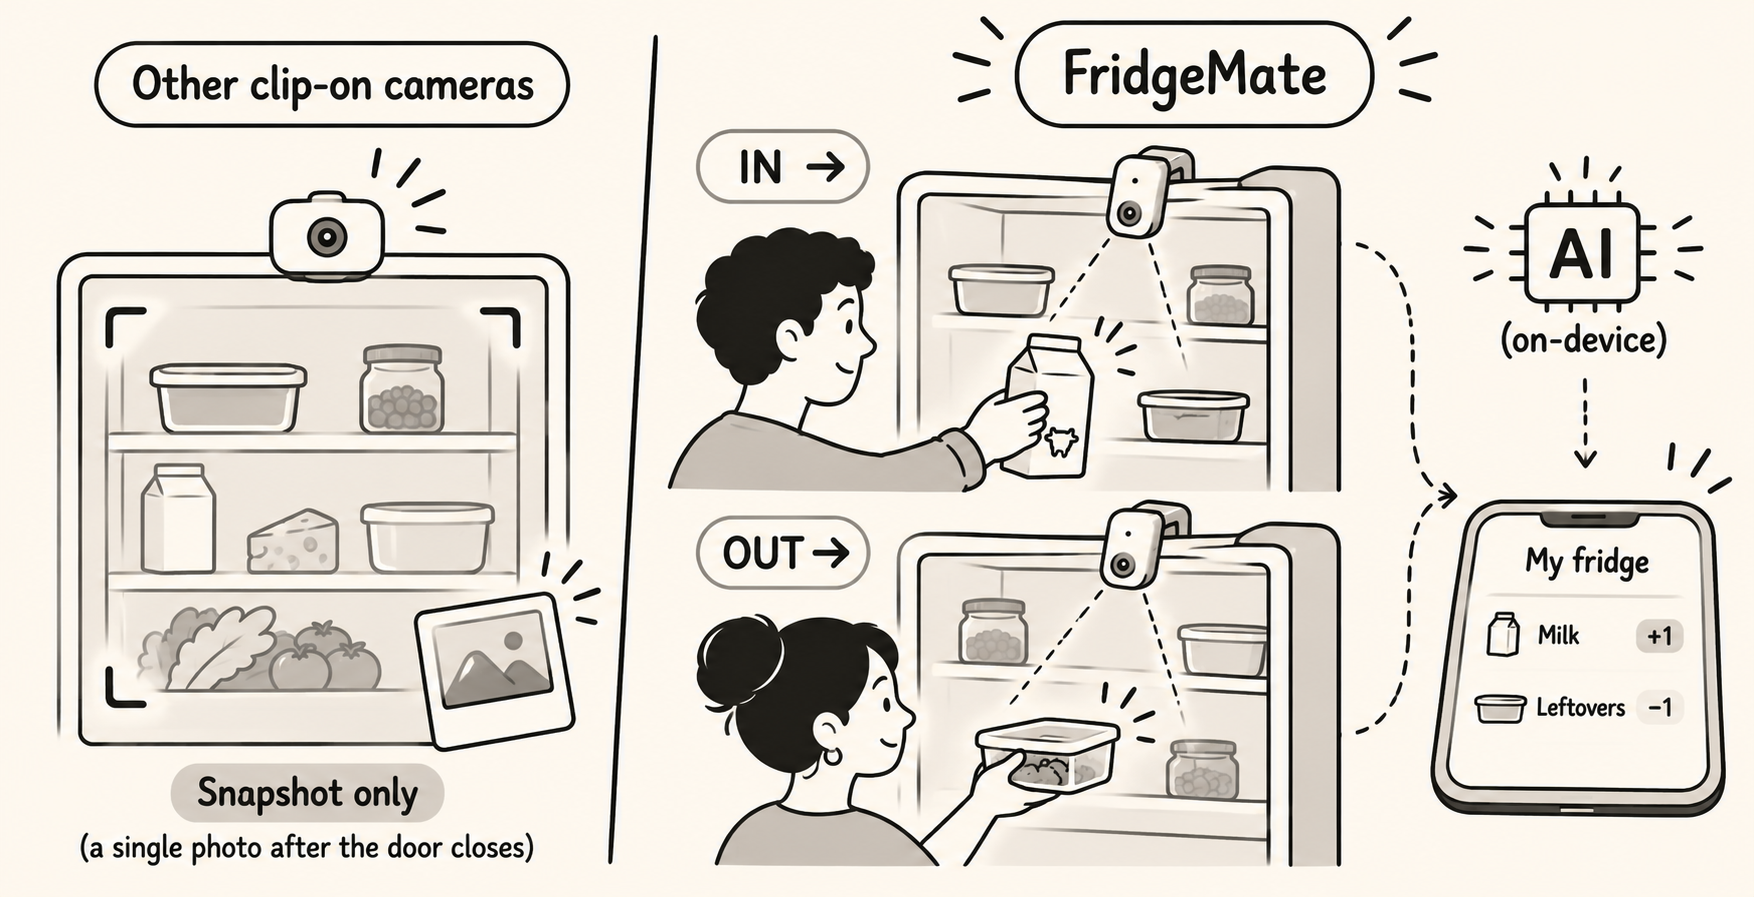 Other clip-on cameras
Snapshot only
(a single photo after the door closes)
FridgeMate
IN →
OUT →
AI
(on-device)
My fridge
Milk +1
Leftovers −1